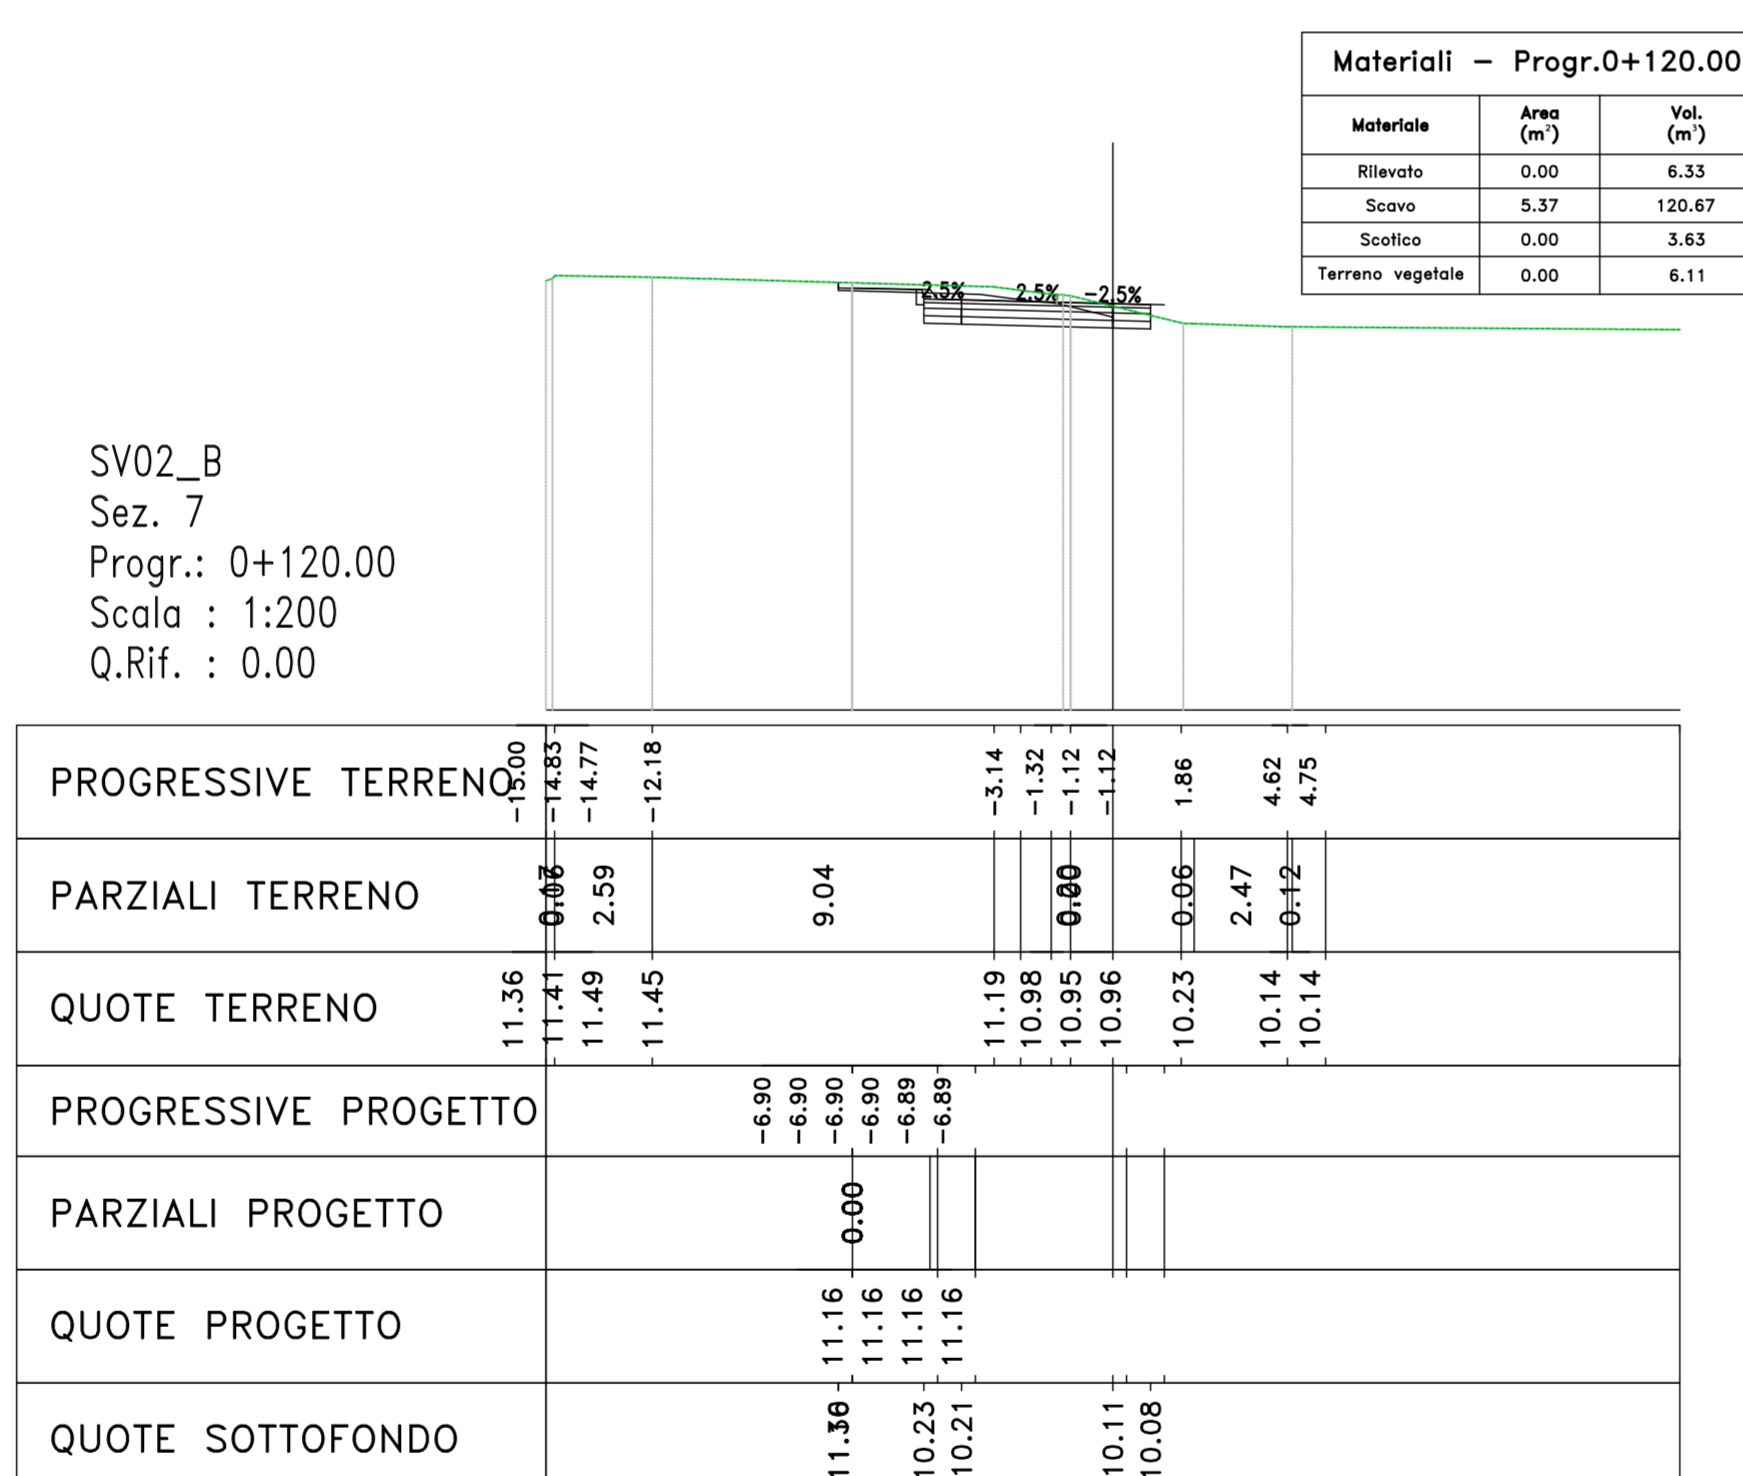 Materiali - Progr.0+120.00
Materiale Area (m²) Vol. (m³)
Rilevato 0.00 6.33
Scavo 5.37 120.67
Scotico 0.00 3.63
Terreno vegetale 0.00 6.11
2.5% 2.5% -2.5%
SV02_B
Sez. 7
Progr.: 0+120.00
Scala : 1:200
Q.Rif. : 0.00
PROGRESSIVE TERRENO -15.00 -14.83 -14.77 -12.18 -3.14 -1.32 -1.12 -1.12 1.86 4.62 4.75
PARZIALI TERRENO 0.06 2.59 9.04 0.00 0.06 2.47 0.12
QUOTE TERRENO 11.36 11.41 11.49 11.45 11.19 10.98 10.95 10.96 10.23 10.14 10.14
PROGRESSIVE PROGETTO -6.90 -6.90 -6.90 -6.90 -6.89 -6.89
PARZIALI PROGETTO 0.00
QUOTE PROGETTO 11.16 11.16 11.16 11.16
QUOTE SOTTOFONDO 10.23 10.21 10.11 10.08